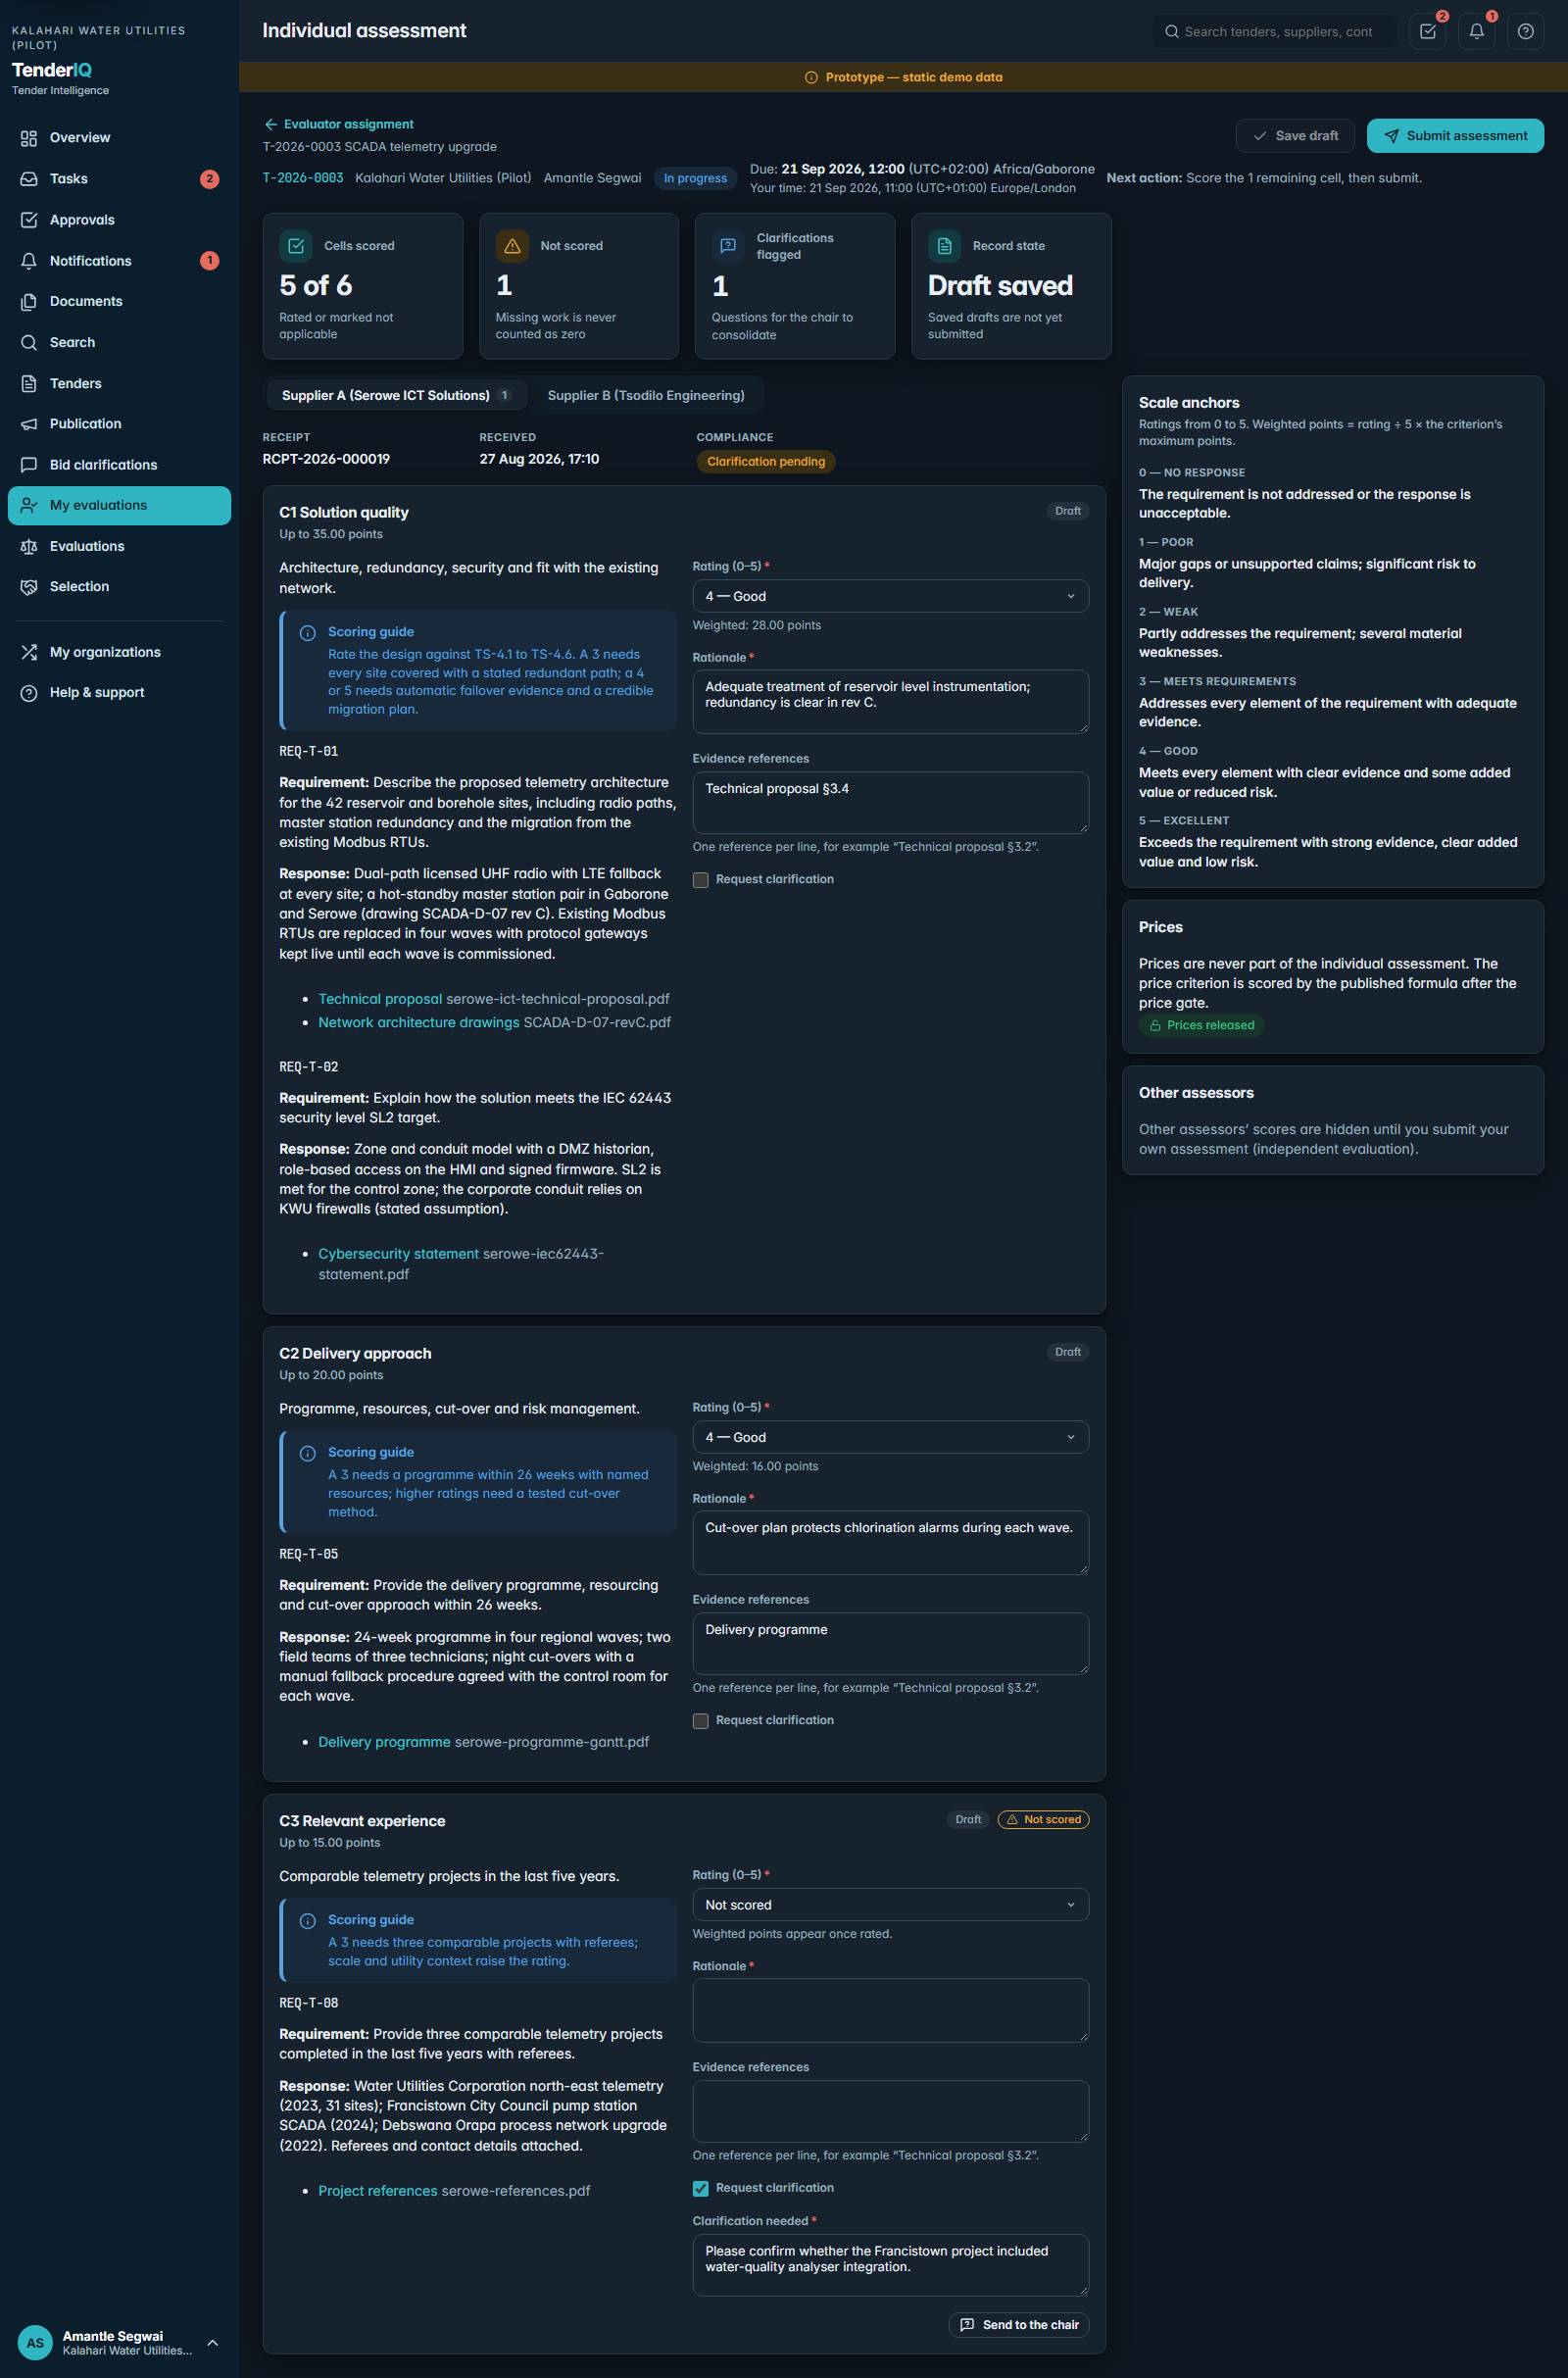 KALAHARI WATER UTILITIES
(PILOT)
TenderIQ
Tender Intelligence
Overview
Tasks
2
Approvals
Notifications
1
Documents
Search
Tenders
Publication
Bid clarifications
My evaluations
Evaluations
Selection
My organizations
Help & support
AS
Amantle Segwai
Kalahari Water Utilities...
Individual assessment
Search tenders, suppliers, cont
2
1
Prototype — static demo data
Evaluator assignment
T-2026-0003 SCADA telemetry upgrade
Save draft
Submit assessment
T-2026-0003 Kalahari Water Utilities (Pilot) Amantle Segwai In progress
Due: 21 Sep 2026, 12:00 (UTC+02:00) Africa/Gaborone
Your time: 21 Sep 2026, 11:00 (UTC+01:00) Europe/London
Next action: Score the 1 remaining cell, then submit.
Cells scored
5 of 6
Rated or marked not
applicable
Not scored
1
Missing work is never
counted as zero
Clarifications
flagged
1
Questions for the chair to
consolidate
Record state
Draft saved
Saved drafts are not yet
submitted
Supplier A (Serowe ICT Solutions) 1
Supplier B (Tsodilo Engineering)
RECEIPT
RCPT-2026-000019
RECEIVED
27 Aug 2026, 17:10
COMPLIANCE
Clarification pending
C1 Solution quality
Draft
Up to 35.00 points
Architecture, redundancy, security and fit with the existing
network.
Scoring guide
Rate the design against TS-4.1 to TS-4.6. A 3 needs
every site covered with a stated redundant path; a 4
or 5 needs automatic failover evidence and a credible
migration plan.
REQ-T-01
Requirement: Describe the proposed telemetry architecture
for the 42 reservoir and borehole sites, including radio paths,
master station redundancy and the migration from the
existing Modbus RTUs.
Response: Dual-path licensed UHF radio with LTE fallback
at every site; a hot-standby master station pair in Gaborone
and Serowe (drawing SCADA-D-07 rev C). Existing Modbus
RTUs are replaced in four waves with protocol gateways
kept live until each wave is commissioned.
• Technical proposal serowe-ict-technical-proposal.pdf
• Network architecture drawings SCADA-D-07-revC.pdf
REQ-T-02
Requirement: Explain how the solution meets the IEC 62443
security level SL2 target.
Response: Zone and conduit model with a DMZ historian,
role-based access on the HMI and signed firmware. SL2 is
met for the control zone; the corporate conduit relies on
KWU firewalls (stated assumption).
• Cybersecurity statement serowe-iec62443-
statement.pdf
Rating (0–5) *
4 — Good
Weighted: 28.00 points
Rationale *
Adequate treatment of reservoir level instrumentation;
redundancy is clear in rev C.
Evidence references
Technical proposal §3.4
One reference per line, for example “Technical proposal §3.2”.
Request clarification
C2 Delivery approach
Draft
Up to 20.00 points
Programme, resources, cut-over and risk management.
Scoring guide
A 3 needs a programme within 26 weeks with named
resources; higher ratings need a tested cut-over
method.
REQ-T-05
Requirement: Provide the delivery programme, resourcing
and cut-over approach within 26 weeks.
Response: 24-week programme in four regional waves; two
field teams of three technicians; night cut-overs with a
manual fallback procedure agreed with the control room for
each wave.
• Delivery programme serowe-programme-gantt.pdf
Rating (0–5) *
4 — Good
Weighted: 16.00 points
Rationale *
Cut-over plan protects chlorination alarms during each wave.
Evidence references
Delivery programme
One reference per line, for example “Technical proposal §3.2”.
Request clarification
C3 Relevant experience
Draft
Not scored
Up to 15.00 points
Comparable telemetry projects in the last five years.
Scoring guide
A 3 needs three comparable projects with referees;
scale and utility context raise the rating.
REQ-T-08
Requirement: Provide three comparable telemetry projects
completed in the last five years with referees.
Response: Water Utilities Corporation north-east telemetry
(2023, 31 sites); Francistown City Council pump station
SCADA (2024); Debswana Orapa process network upgrade
(2022). Referees and contact details attached.
• Project references serowe-references.pdf
Rating (0–5) *
Not scored
Weighted points appear once rated.
Rationale *
Evidence references
One reference per line, for example “Technical proposal §3.2”.
Request clarification
Clarification needed *
Please confirm whether the Francistown project included
water-quality analyser integration.
Send to the chair
Scale anchors
Ratings from 0 to 5. Weighted points = rating ÷ 5 × the criterion’s
maximum points.
0 — NO RESPONSE
The requirement is not addressed or the response is
unacceptable.
1 — POOR
Major gaps or unsupported claims; significant risk to
delivery.
2 — WEAK
Partly addresses the requirement; several material
weaknesses.
3 — MEETS REQUIREMENTS
Addresses every element of the requirement with adequate
evidence.
4 — GOOD
Meets every element with clear evidence and some added
value or reduced risk.
5 — EXCELLENT
Exceeds the requirement with strong evidence, clear added
value and low risk.
Prices
Prices are never part of the individual assessment. The
price criterion is scored by the published formula after the
price gate.
Prices released
Other assessors
Other assessors’ scores are hidden until you submit your
own assessment (independent evaluation).